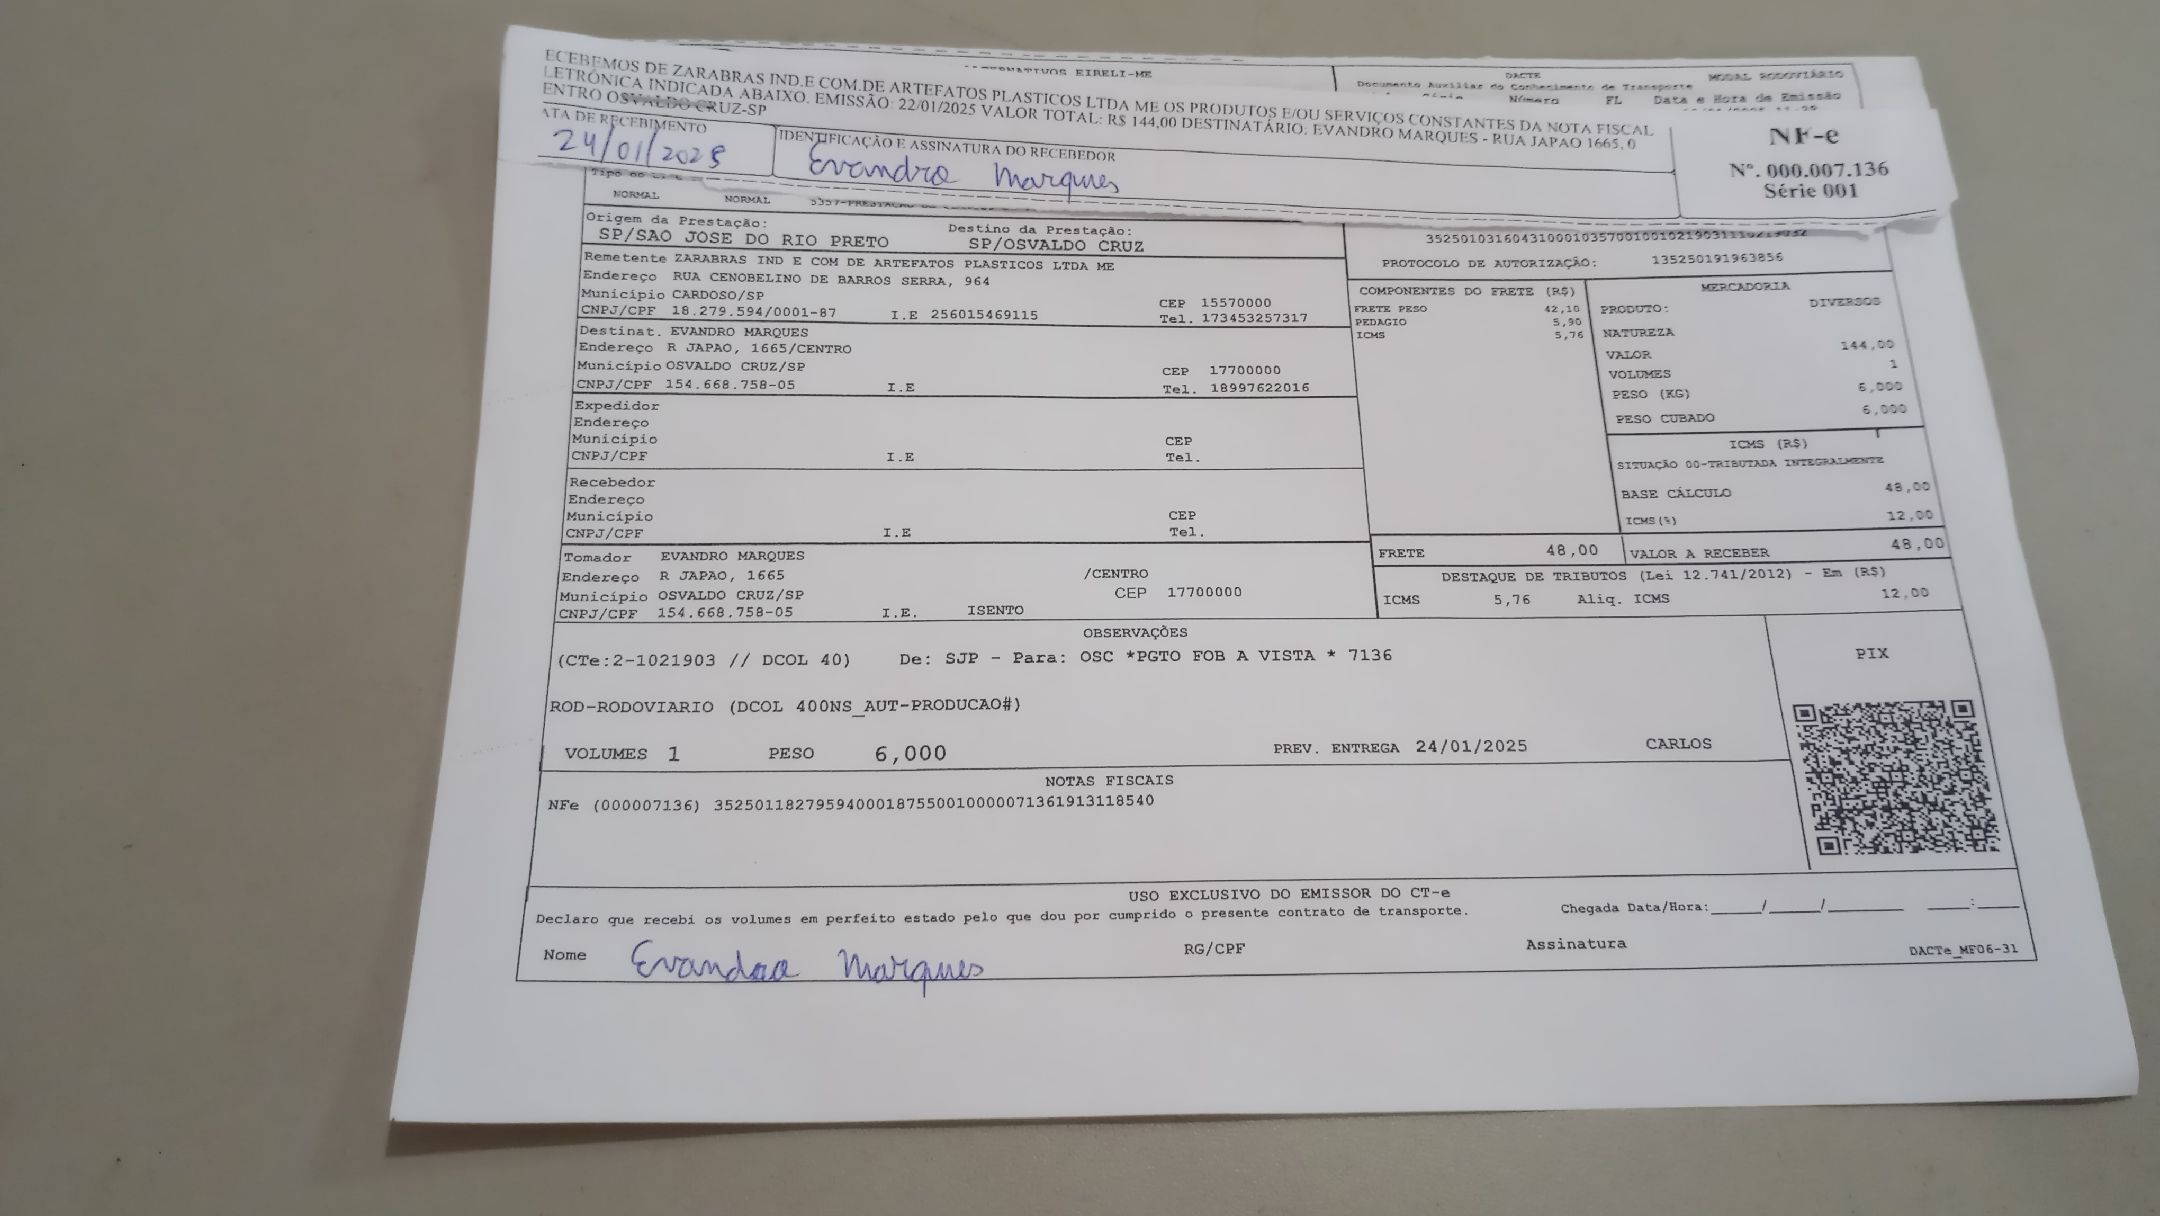 EIRELI-ME
DACTE
MODAL RODOVIÁRIO
Documento Auxiliar do Conhecimento de Transporte
Número FL Data e Hora de Emissão
ECEBEMOS DE ZARABRAS IND.E COM.DE ARTEFATOS PLASTICOS LTDA ME OS PRODUTOS E/OU SERVIÇOS CONSTANTES DA NOTA FISCAL
LETRÔNICA INDICADA ABAIXO. EMISSÃO: 22/01/2025 VALOR TOTAL: R$ 144,00 DESTINATÁRIO: EVANDRO MARQUES - RUA JAPAO 1665, 0
ENTRO OSVALDO CRUZ-SP
ATA DE RECEBIMENTO
24/01/2025
IDENTIFICAÇÃO E ASSINATURA DO RECEBEDOR
Evandro Marques
NF-e
Nº. 000.007.136
Série 001
NORMAL NORMAL
Origem da Prestação:
SP/SAO JOSE DO RIO PRETO
Destino da Prestação:
SP/OSVALDO CRUZ
PROTOCOLO DE AUTORIZAÇÃO: 135250191963856
Remetente ZARABRAS IND E COM DE ARTEFATOS PLASTICOS LTDA ME
Endereço RUA CENOBELINO DE BARROS SERRA, 964
Município CARDOSO/SP CEP 15570000
CNPJ/CPF 18.279.594/0001-87 I.E 256015469115 Tel. 173453257317
Destinat. EVANDRO MARQUES
Endereço R JAPAO, 1665/CENTRO
Município OSVALDO CRUZ/SP CEP 17700000
CNPJ/CPF 154.668.758-05 I.E Tel. 18997622016
Expedidor
Endereço
Município CEP
CNPJ/CPF I.E Tel.
Recebedor
Endereço
Município CEP
CNPJ/CPF I.E Tel.
Tomador EVANDRO MARQUES
Endereço R JAPAO, 1665 /CENTRO
Município OSVALDO CRUZ/SP CEP 17700000
CNPJ/CPF 154.668.758-05 I.E. ISENTO
COMPONENTES DO FRETE (R$)
FRETE PESO 42,10
PEDAGIO 5,90
ICMS 5,76
MERCADORIA
PRODUTO: DIVERSOS
NATUREZA
VALOR 144,00
VOLUMES 1
PESO (KG) 6,000
PESO CUBADO 6,000
ICMS (R$)
SITUAÇÃO 00-TRIBUTADA INTEGRALMENTE
BASE CÁLCULO 48,00
ICMS(%) 12,00
FRETE 48,00 VALOR A RECEBER 48,00
DESTAQUE DE TRIBUTOS (Lei 12.741/2012) - Em (R$)
ICMS 5,76 Aliq. ICMS 12,00
OBSERVAÇÕES
(CTe:2-1021903 // DCOL 40) De: SJP - Para: OSC *PGTO FOB A VISTA * 7136
PIX
ROD-RODOVIARIO (DCOL 400NS_AUT-PRODUCAO#)
VOLUMES 1 PESO 6,000 PREV. ENTREGA 24/01/2025 CARLOS
NOTAS FISCAIS
NFe (000007136) 35250118279594000187550010000071361913118540
USO EXCLUSIVO DO EMISSOR DO CT-e
Declaro que recebi os volumes em perfeito estado pelo que dou por cumprido o presente contrato de transporte. Chegada Data/Hora:_____/_____/________ ____:____
Nome Evandro Marques RG/CPF Assinatura DACTe_MF06-31